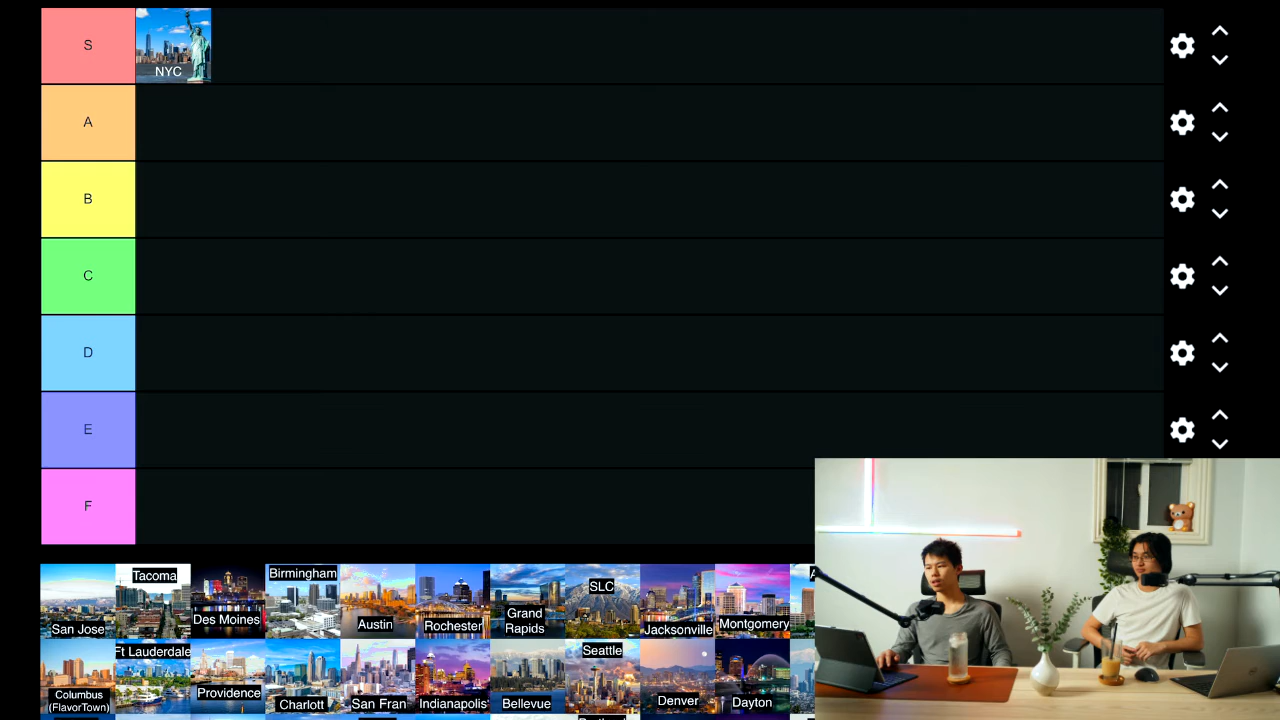 S
NYC
A
B
C
D
E
F
San Jose
Tacoma
Des Moines
Birmingham
Austin
Rochester
Grand
Rapids
SLC
Jacksonville
Montgomery
Columbus
(FlavorTown)
Ft Lauderdale
Providence
Charlott
San Fran
Indianapolis
Bellevue
Seattle
Denver
Dayton